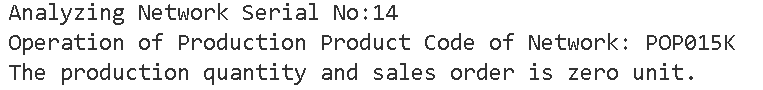 Analyzing Network Serial No:14
Operation of Production Product Code of Network: POP015K
The production quantity and sales order is zero unit.